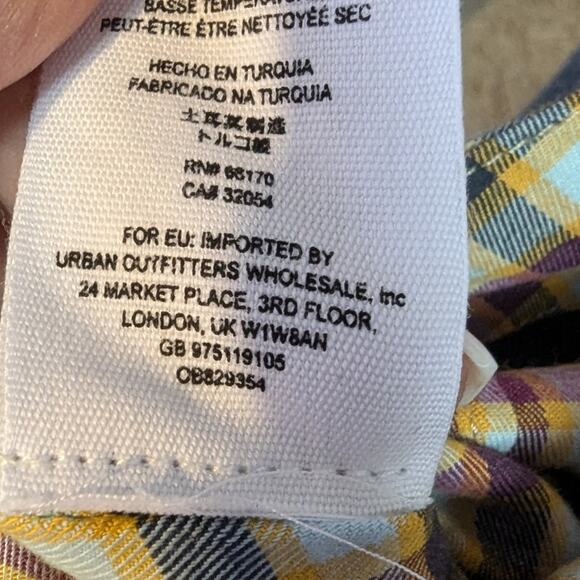 BASSE TEMPERATURE
PEUT-ÊTRE ÊTRE NETTOYÉE SEC
HECHO EN TURQUIA
FABRICADO NA TURQUIA
土耳其制造
トルコ製
RN# 66170
CA# 32054
FOR EU: IMPORTED BY
URBAN OUTFITTERS WHOLESALE, Inc
24 MARKET PLACE, 3RD FLOOR,
LONDON, UK W1W8AN
GB 975119105
OB829354